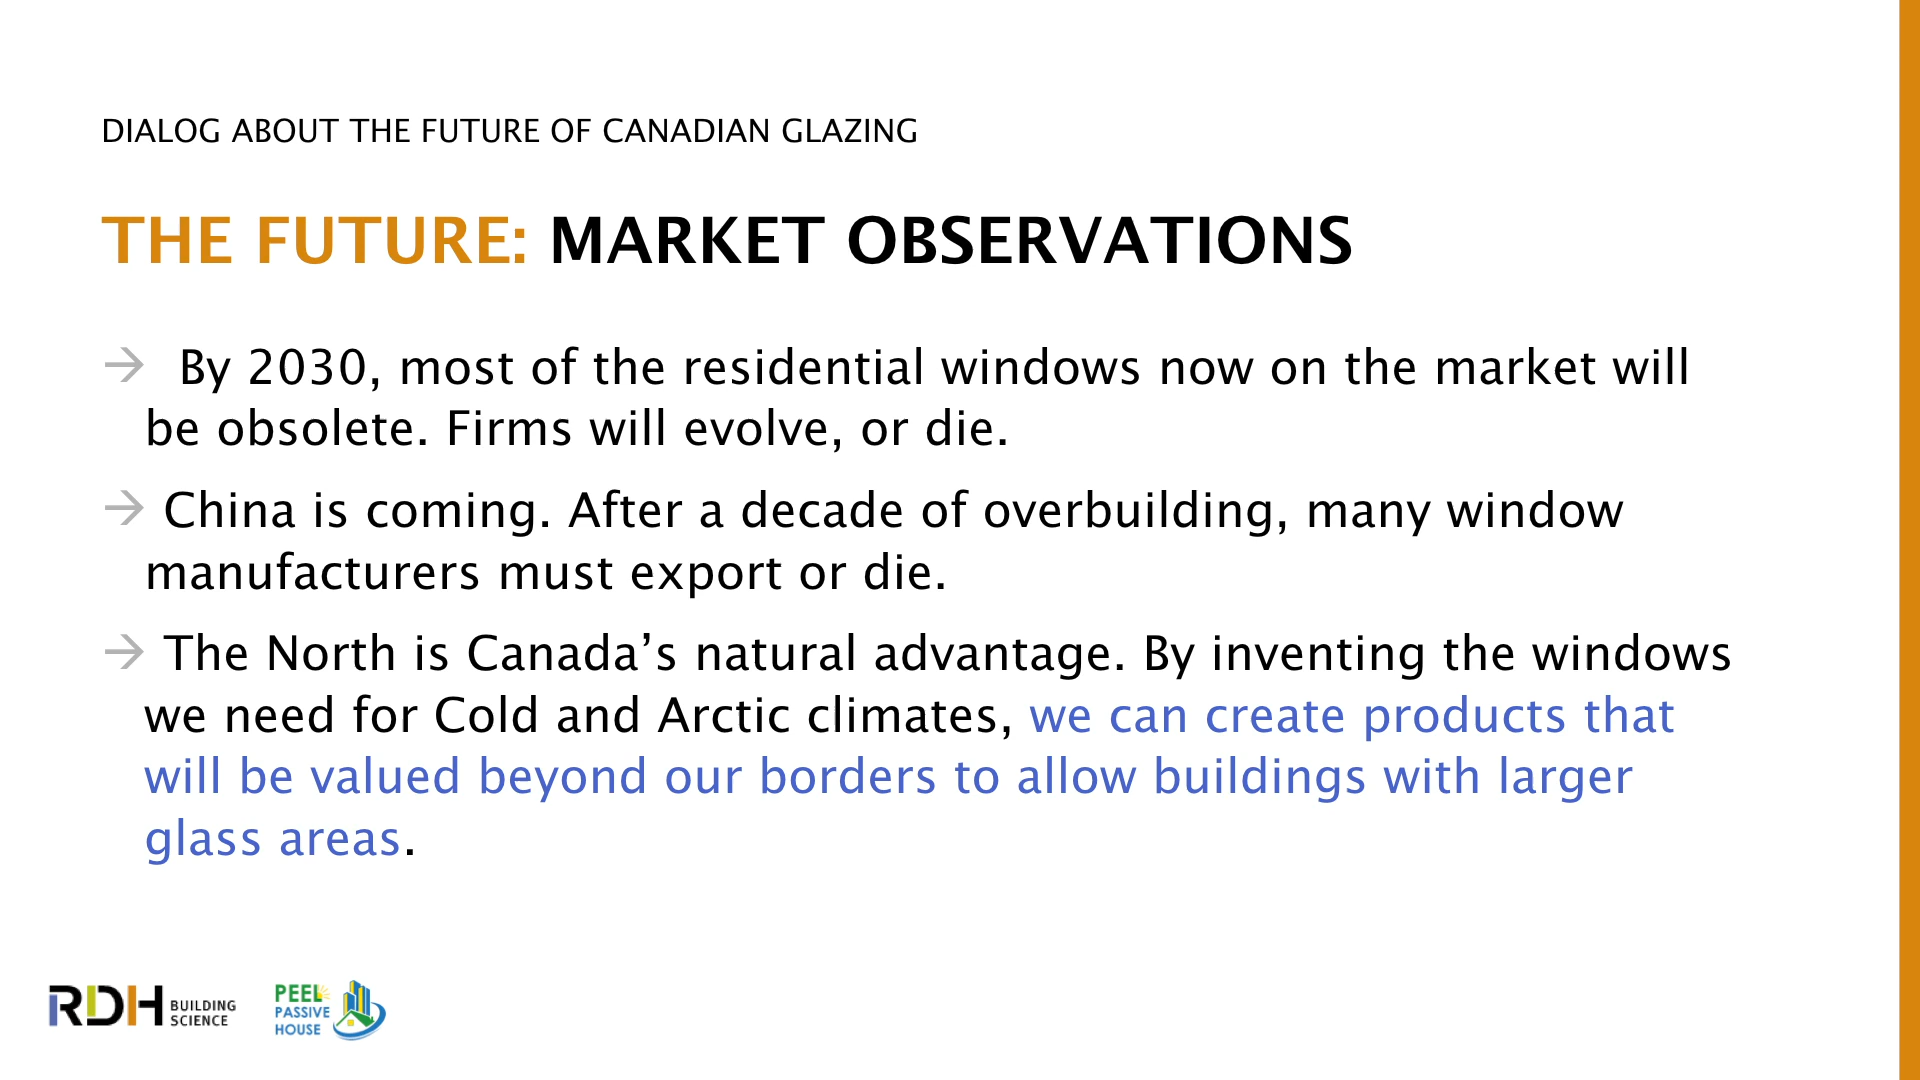 DIALOG ABOUT THE FUTURE OF CANADIAN GLAZING
THE FUTURE: MARKET OBSERVATIONS
→ By 2030, most of the residential windows now on the market will
be obsolete. Firms will evolve, or die.
→ China is coming. After a decade of overbuilding, many window
manufacturers must export or die.
→ The North is Canada’s natural advantage. By inventing the windows
we need for Cold and Arctic climates, we can create products that
will be valued beyond our borders to allow buildings with larger
glass areas.
RDH BUILDING
SCIENCE
PEEL
PASSIVE
HOUSE